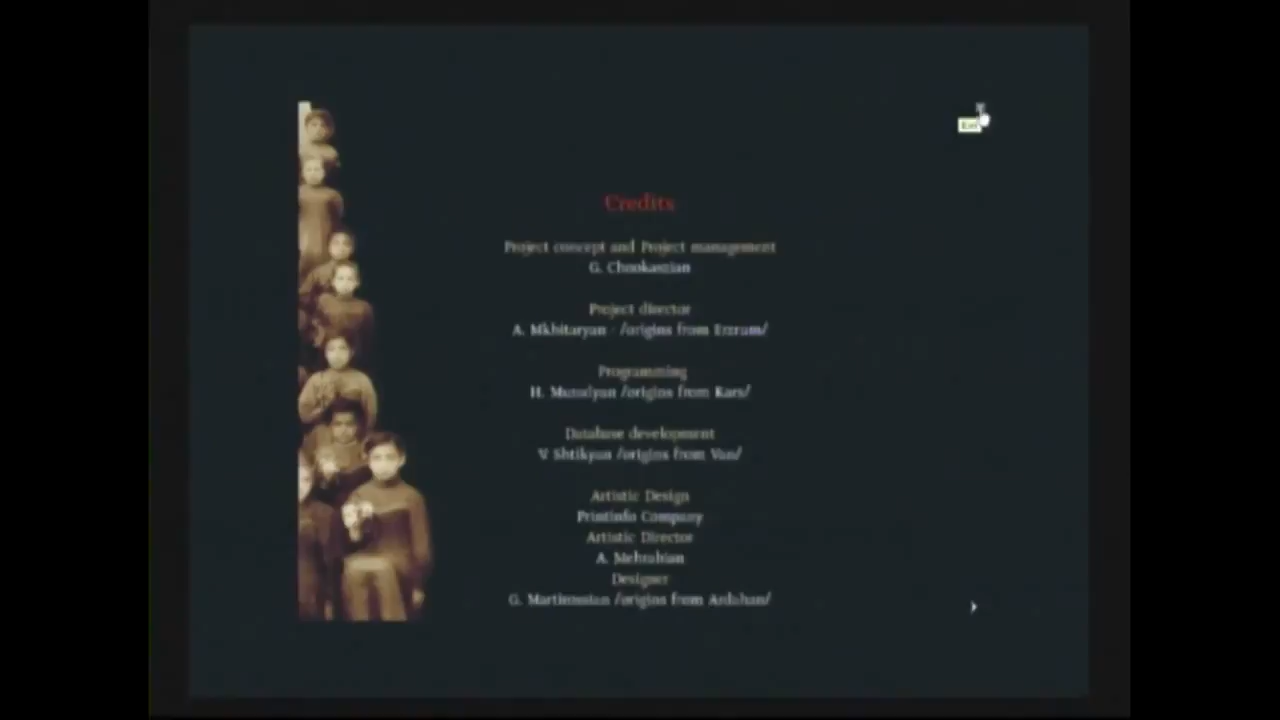 Exit
Credits
Project concept and Project management
G. Chookaszian
Project director
A. Mkhitaryan - /origins from Erzrum/
Programming
H. Muradyan /origins from Kars/
Database development
V Shtikyan /origins from Van/
Artistic Design
Printinfo Company
Artistic Director
A. Mehrabian
Designer
G. Martirossian /origins from Ardahan/